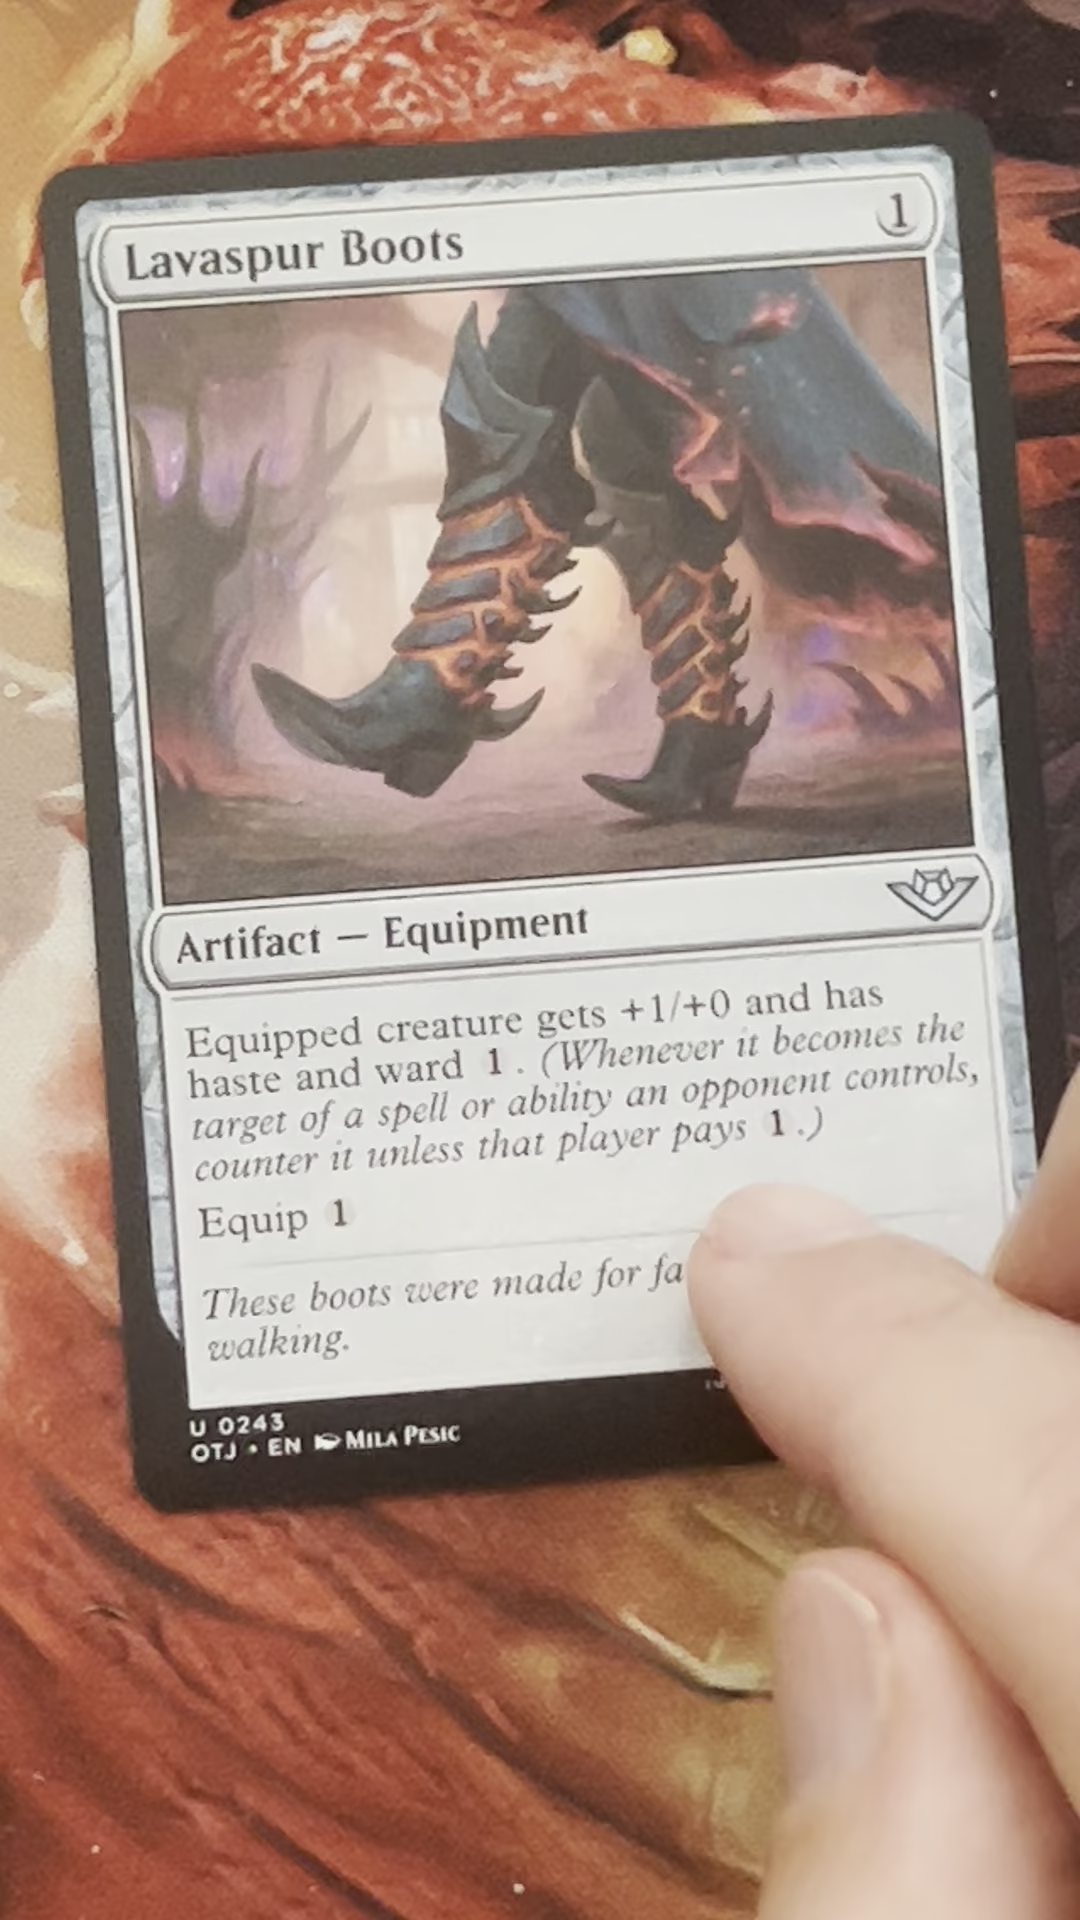 Lavaspur Boots 1
Artifact — Equipment
Equipped creature gets +1/+0 and has
haste and ward 1. (Whenever it becomes the
target of a spell or ability an opponent controls,
counter it unless that player pays 1.)
Equip 1
These boots were made for
walking.
U 0243
OTJ • EN MILA PESIC